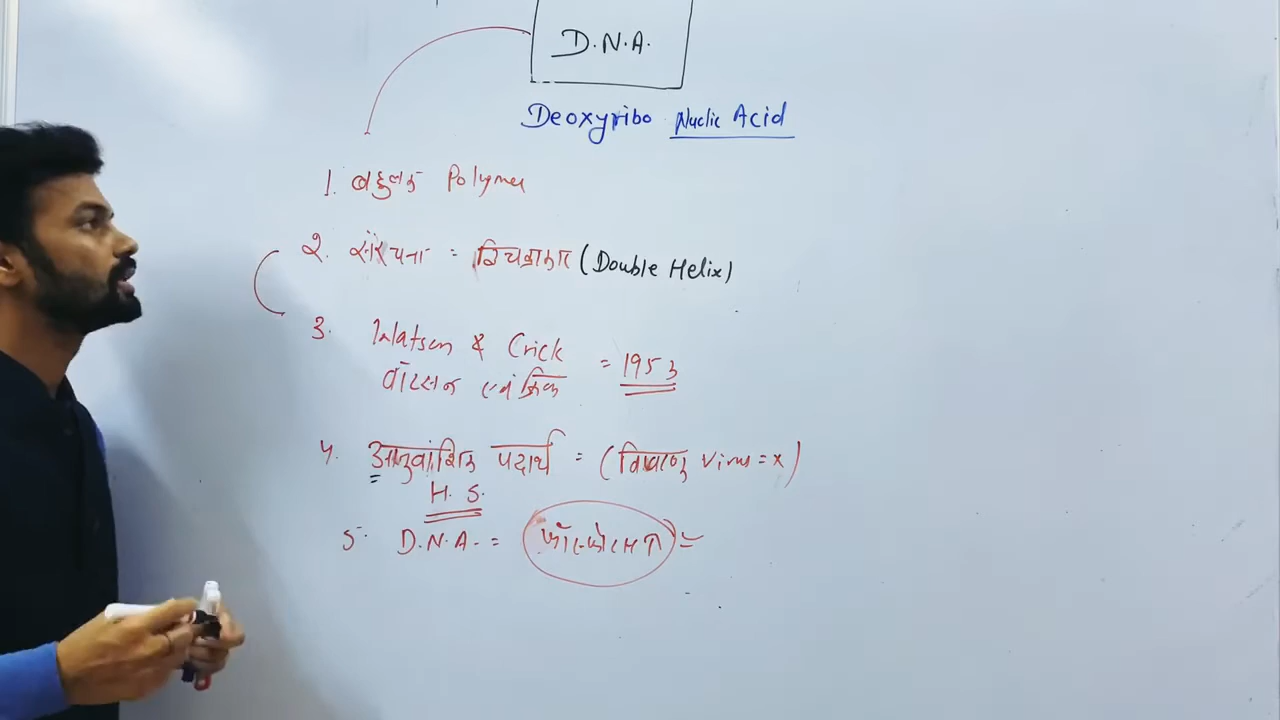 D.N.A.
Deoxyribo Nuclic Acid
1. बहुलक Polymer
2. संरचना = (Double Helix)
3. Watson & Crick = 1953
वॉटसन एवं क्रिक
4. आनुवांशिक पदार्थ = (विषाणु Virus = x)
H. S.
5. D.N.A. = =